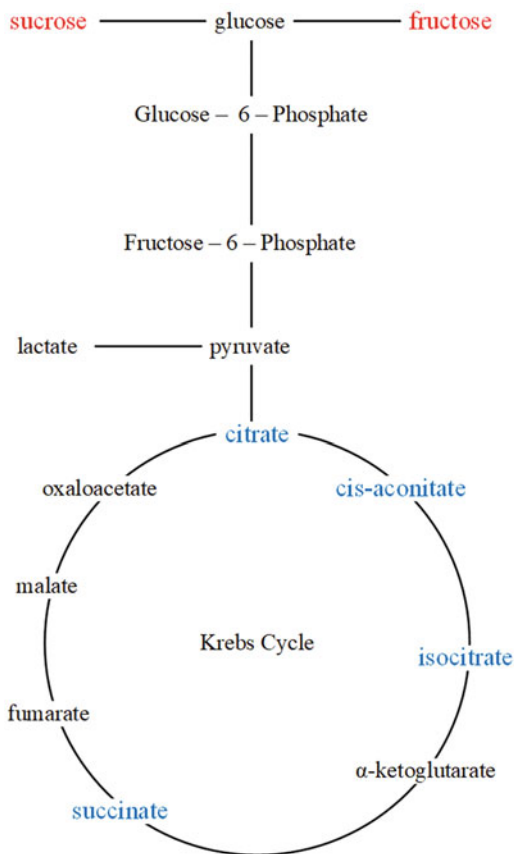 sucrose glucose fructose
Glucose – 6 – Phosphate
Fructose – 6 – Phosphate
lactate pyruvate
citrate
oxaloacetate cis-aconitate
malate
Krebs Cycle
isocitrate
fumarate
α-ketoglutarate
succinate